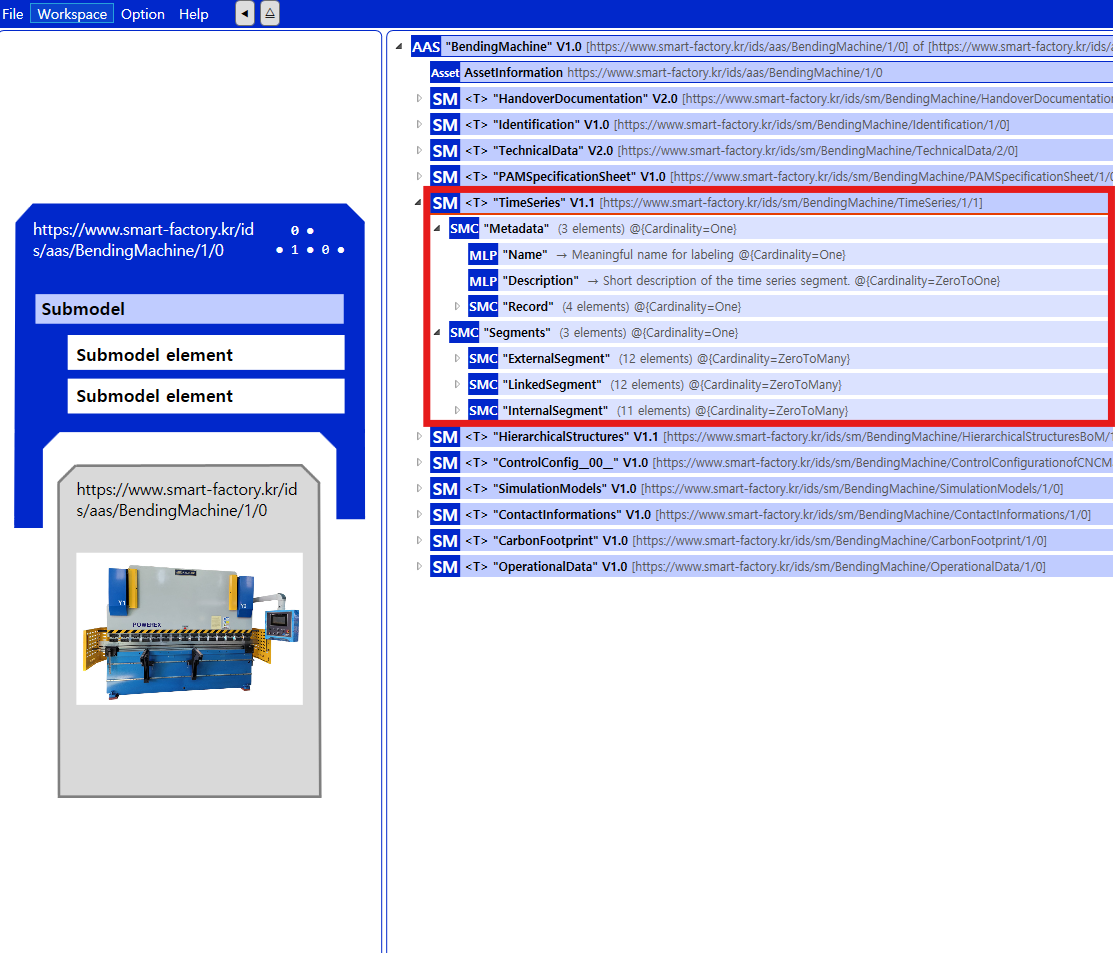 File Workspace Option Help
https://www.smart-factory.kr/id
s/aas/BendingMachine/1/0
0
1 0
Submodel
Submodel element
Submodel element
https://www.smart-factory.kr/id
s/aas/BendingMachine/1/0
Y1
Y2
POWEREX
AAS "BendingMachine" V1.0 [https://www.smart-factory.kr/ids/aas/BendingMachine/1/0] of [https://www.smart-factory.kr/ids/a
Asset AssetInformation https://www.smart-factory.kr/ids/aas/BendingMachine/1/0
SM <T> "HandoverDocumentation" V2.0 [https://www.smart-factory.kr/ids/sm/BendingMachine/HandoverDocumentation
SM <T> "Identification" V1.0 [https://www.smart-factory.kr/ids/sm/BendingMachine/Identification/1/0]
SM <T> "TechnicalData" V2.0 [https://www.smart-factory.kr/ids/sm/BendingMachine/TechnicalData/2/0]
SM <T> "PAMSpecificationSheet" V1.0 [https://www.smart-factory.kr/ids/sm/BendingMachine/PAMSpecificationSheet/1/0
SM <T> "TimeSeries" V1.1 [https://www.smart-factory.kr/ids/sm/BendingMachine/TimeSeries/1/1]
SMC "Metadata" (3 elements) @{Cardinality=One}
MLP "Name" → Meaningful name for labeling @{Cardinality=One}
MLP "Description" → Short description of the time series segment. @{Cardinality=ZeroToOne}
SMC "Record" (4 elements) @{Cardinality=One}
SMC "Segments" (3 elements) @{Cardinality=One}
SMC "ExternalSegment" (12 elements) @{Cardinality=ZeroToMany}
SMC "LinkedSegment" (12 elements) @{Cardinality=ZeroToMany}
SMC "InternalSegment" (11 elements) @{Cardinality=ZeroToMany}
SM <T> "HierarchicalStructures" V1.1 [https://www.smart-factory.kr/ids/sm/BendingMachine/HierarchicalStructuresBoM/1
SM <T> "ControlConfig__00__" V1.0 [https://www.smart-factory.kr/ids/sm/BendingMachine/ControlConfigurationofCNCM
SM <T> "SimulationModels" V1.0 [https://www.smart-factory.kr/ids/sm/BendingMachine/SimulationModels/1/0]
SM <T> "ContactInformations" V1.0 [https://www.smart-factory.kr/ids/sm/BendingMachine/ContactInformations/1/0]
SM <T> "CarbonFootprint" V1.0 [https://www.smart-factory.kr/ids/sm/BendingMachine/CarbonFootprint/1/0]
SM <T> "OperationalData" V1.0 [https://www.smart-factory.kr/ids/sm/BendingMachine/OperationalData/1/0]